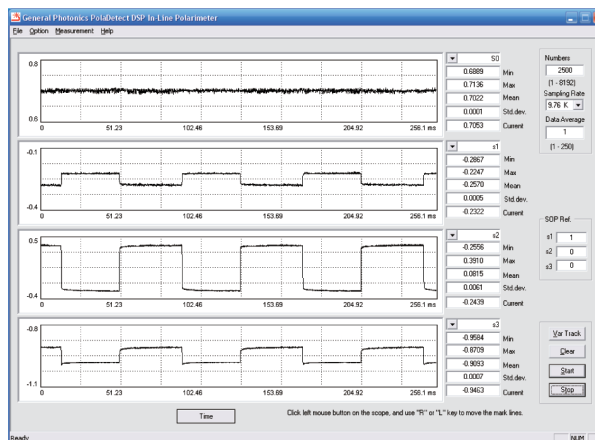 General Photonics PolaDetect DSP In-Line Polarimeter
File Option Measurement Help
0.8
0.6
0 51.23 102.46 153.69 204.92 256.1 ms
S0
0.6889 Min
0.7136 Max
0.7022 Mean
0.0001 Std.dev.
0.7053 Current
-0.1
-0.4
0 51.23 102.46 153.69 204.92 256.1 ms
s1
-0.2867 Min
-0.2247 Max
-0.2570 Mean
0.0005 Std.dev.
-0.2322 Current
0.5
-0.4
0 51.23 102.46 153.69 204.92 256.1 ms
s2
-0.2556 Min
0.3910 Max
0.0815 Mean
0.0061 Std.dev.
-0.2439 Current
-0.8
-1.1
0 51.23 102.46 153.69 204.92 256.1 ms
s3
-0.9584 Min
-0.8709 Max
-0.9093 Mean
0.0007 Std.dev.
-0.9463 Current
Numbers
2500
(1 - 8192)
Sampling Rate
9.76 K
Data Average
1
(1 - 250)
SOP Ref.
s1 1
s2 0
s3 0
Var Track
Clear
Start
Stop
Time
Click left mouse button on the scope, and use "R" or "L" key to move the mark lines.
Ready
NUM